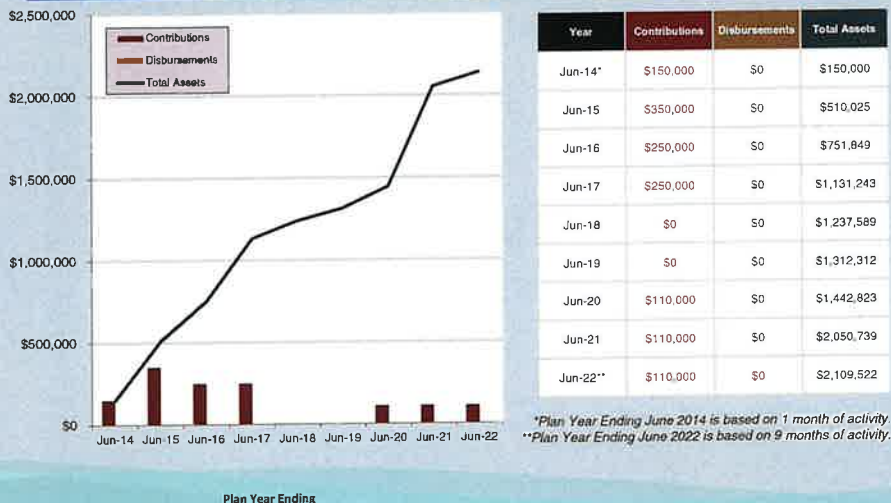 $2,500,000
$2,000,000
$1,500,000
$1,000,000
$500,000
$0
Contributions
Disbursements
Total Assets
Jun-14 Jun-15 Jun-16 Jun-17 Jun-18 Jun-19 Jun-20 Jun-21 Jun-22
Plan Year Ending
Year Contributions Disbursements Total Assets
Jun-14* $150,000 $0 $150,000
Jun-15 $350,000 $0 $510,025
Jun-16 $250,000 $0 $751,849
Jun-17 $250,000 $0 $1,131,243
Jun-18 $0 $0 $1,237,589
Jun-19 $0 $0 $1,312,312
Jun-20 $110,000 $0 $1,442,823
Jun-21 $110,000 $0 $2,050,739
Jun-22** $110,000 $0 $2,109,522
*Plan Year Ending June 2014 is based on 1 month of activity.
**Plan Year Ending June 2022 is based on 9 months of activity.